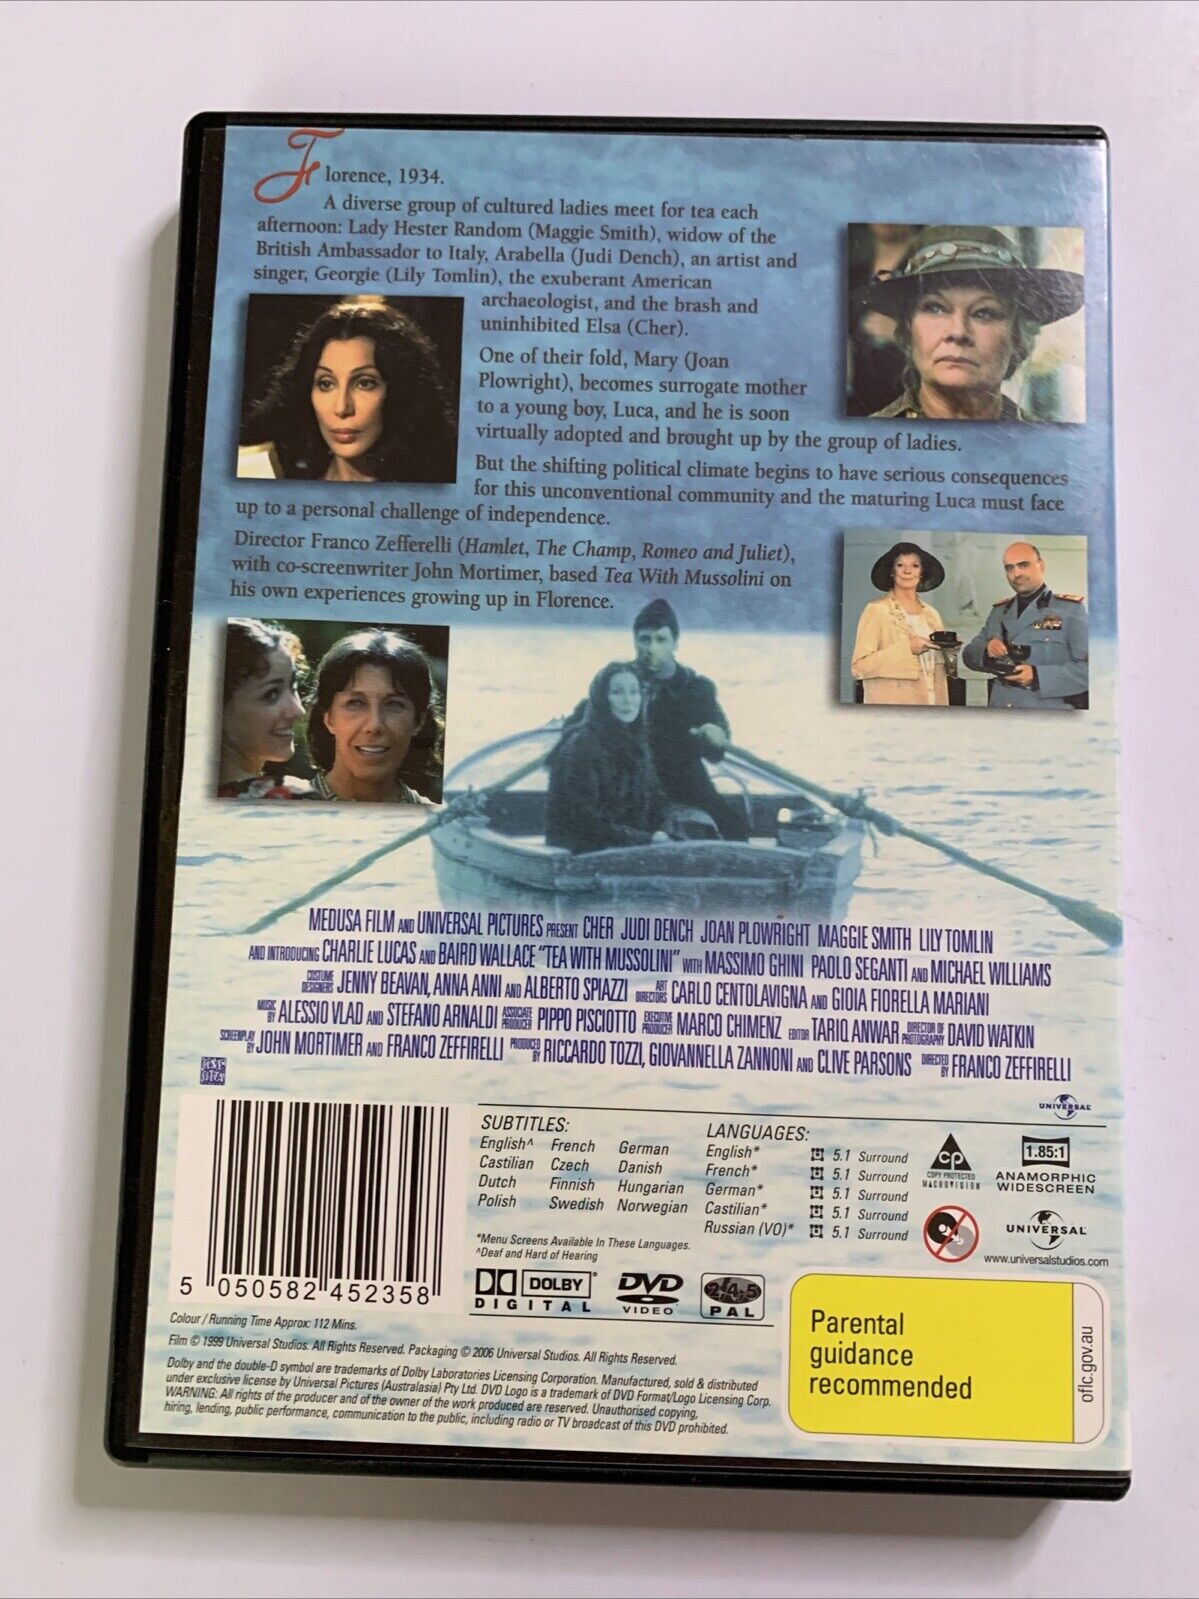 Florence, 1934.
A diverse group of cultured ladies meet for tea each
afternoon: Lady Hester Random (Maggie Smith), widow of the
British Ambassador to Italy, Arabella (Judi Dench), an artist and
singer, Georgie (Lily Tomlin), the exuberant American
archaeologist, and the brash and
uninhibited Elsa (Cher).
One of their fold, Mary (Joan
Plowright), becomes surrogate mother
to a young boy, Luca, and he is soon
virtually adopted and brought up by the group of ladies.
But the shifting political climate begins to have serious consequences
for this unconventional community and the maturing Luca must face
up to a personal challenge of independence.
Director Franco Zefferelli (Hamlet, The Champ, Romeo and Juliet),
with co-screenwriter John Mortimer, based Tea With Mussolini on
his own experiences growing up in Florence.
MEDUSA FILM AND UNIVERSAL PICTURES PRESENT CHER JUDI DENCH JOAN PLOWRIGHT MAGGIE SMITH LILY TOMLIN
AND INTRODUCING CHARLIE LUCAS AND BAIRD WALLACE "TEA WITH MUSSOLINI" WITH MASSIMO GHINI PAOLO SEGANTI AND MICHAEL WILLIAMS
COSTUME DESIGNERS JENNY BEAVAN, ANNA ANNI AND ALBERTO SPIAZZI ART DIRECTORS CARLO CENTOLAVIGNA AND GIOIA FIORELLA MARIANI
MUSIC BY ALESSIO VLAD AND STEFANO ARNALDI ASSOCIATE PRODUCER PIPPO PISCIOTTO EXECUTIVE PRODUCER MARCO CHIMENZ EDITOR TARIQ ANWAR DIRECTOR OF PHOTOGRAPHY DAVID WATKIN
SCREENPLAY BY JOHN MORTIMER AND FRANCO ZEFFIRELLI PRODUCED BY RICCARDO TOZZI, GIOVANNELLA ZANNONI AND CLIVE PARSONS DIRECTED BY FRANCO ZEFFIRELLI
UNIVERSAL
SUBTITLES:
English^ French German
Castilian Czech Danish
Dutch Finnish Hungarian
Polish Swedish Norwegian
LANGUAGES:
English* 5.1 Surround
French* 5.1 Surround
German* 5.1 Surround
Castilian* 5.1 Surround
Russian (VO)* 5.1 Surround
*Menu Screens Available In These Languages.
^Deaf and Hard of Hearing
CP
COPY PROTECTED
MACROVISION
1.85:1
ANAMORPHIC
WIDESCREEN
UNIVERSAL
www.universalstudios.com
DOLBY
DIGITAL
DVD
VIDEO
2-4-5
PAL
5 050582 452358
Parental
guidance
recommended
oflc.gov.au
Colour / Running Time Approx: 112 Mins.
Film © 1999 Universal Studios. All Rights Reserved. Packaging © 2006 Universal Studios. All Rights Reserved.
Dolby and the double-D symbol are trademarks of Dolby Laboratories Licensing Corporation. Manufactured, sold & distributed
under exclusive license by Universal Pictures (Australasia) Pty Ltd. DVD Logo is a trademark of DVD Format/Logo Licensing Corp.
WARNING: All rights of the producer and of the owner of the work produced are reserved. Unauthorised copying,
hiring, lending, public performance, communication to the public, including radio or TV broadcast of this DVD prohibited.